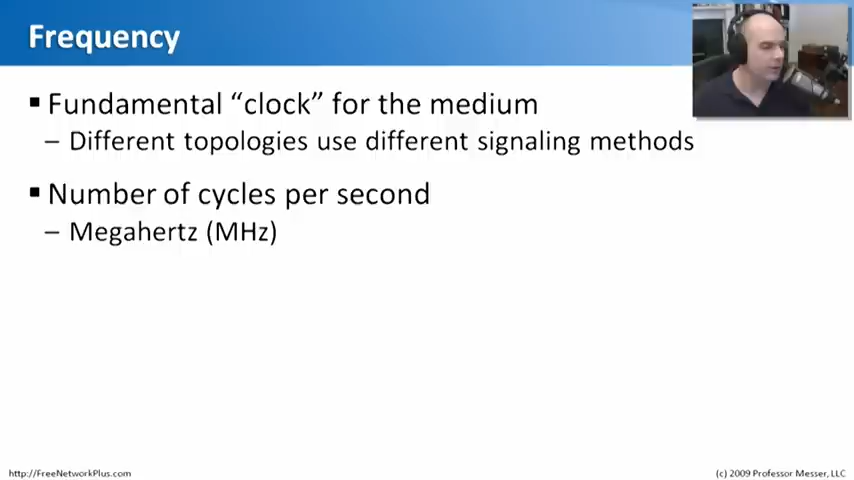 Frequency
▪ Fundamental “clock” for the medium
– Different topologies use different signaling methods
▪ Number of cycles per second
– Megahertz (MHz)
http://FreeNetworkPlus.com
(c) 2009 Professor Messer, LLC